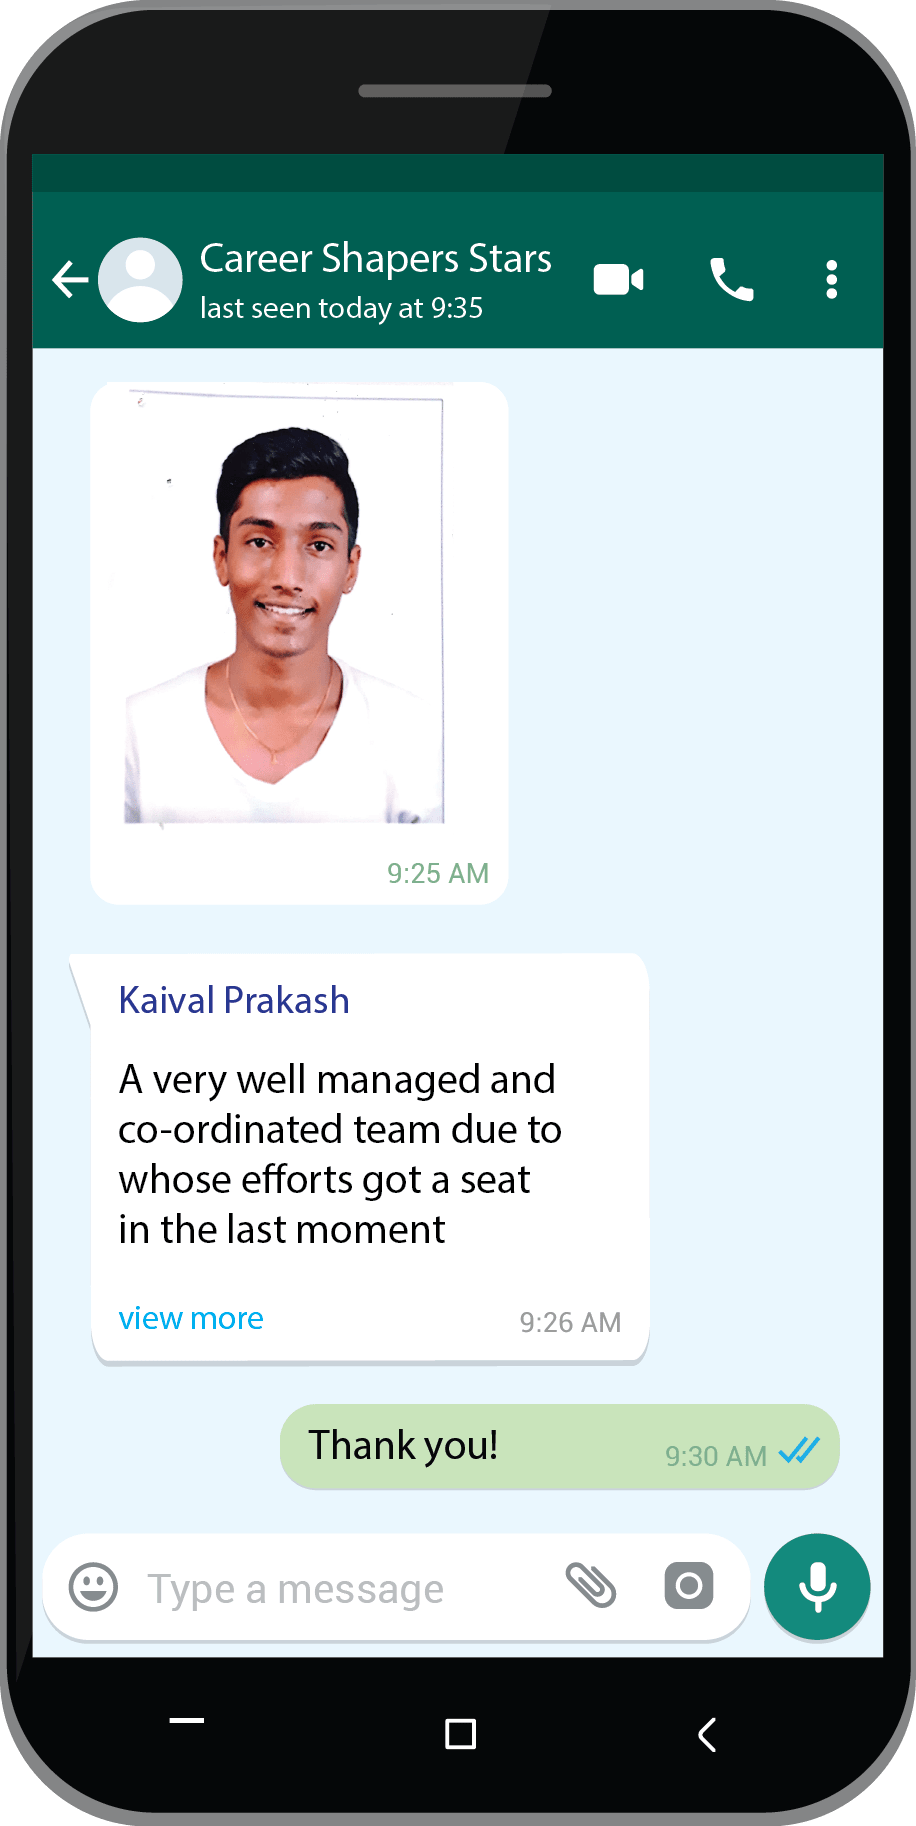 Career Shapers Stars
last seen today at 9:35
9:25 AM
Kaival Prakash
A very well managed and
co-ordinated team due to
whose efforts got a seat
in the last moment
view more
9:26 AM
Thank you!
9:30 AM
Type a message